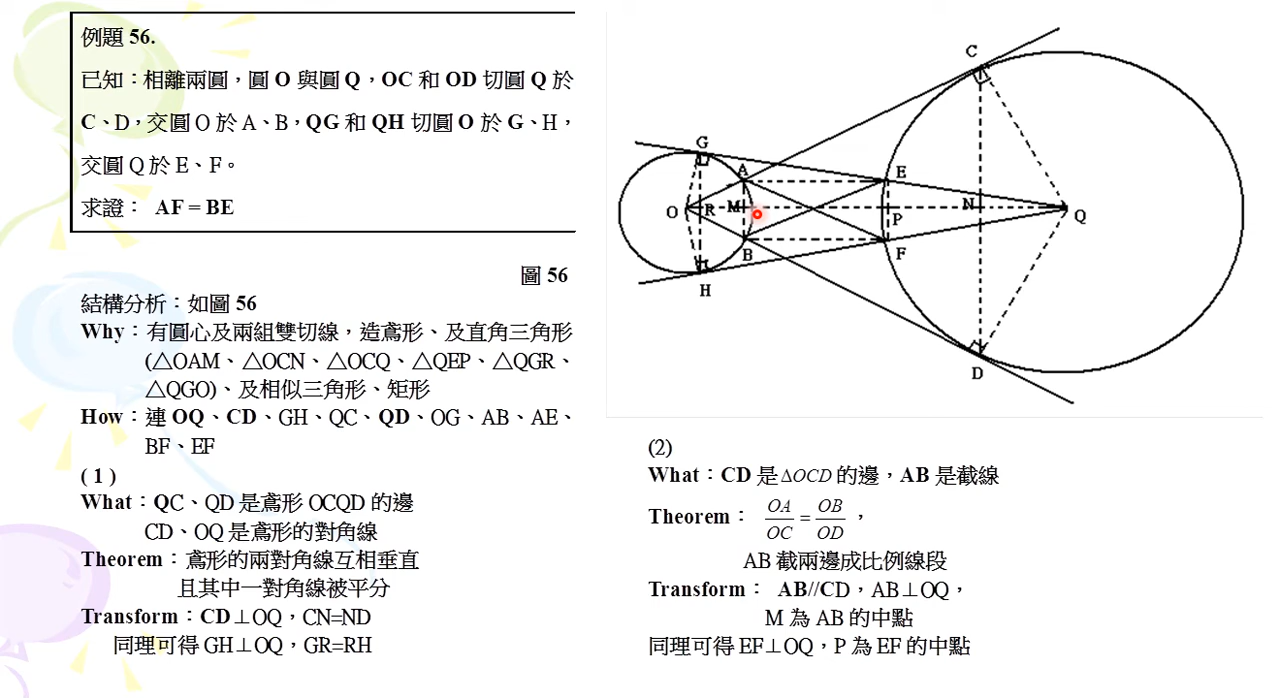 例題 56.
已知：相離兩圓，圓 O 與圓 Q，OC 和 OD 切圓 Q 於
C、D，交圓 O 於 A、B，QG 和 QH 切圓 O 於 G、H，
交圓 Q 於 E、F。
求證： AF = BE
圖 56
結構分析：如圖 56
Why：有圓心及兩組雙切線，造鳶形、及直角三角形
(△OAM、△OCN、△OCQ、△QEP、△QGR、
△QGO)、及相似三角形、矩形
How：連 OQ、CD、GH、QC、QD、OG、AB、AE、
BF、EF
( 1 )
What：QC、QD 是鳶形 OCQD 的邊
CD、OQ 是鳶形的對角線
Theorem：鳶形的兩對角線互相垂直
且其中一對角線被平分
Transform：CD⊥OQ，CN=ND
同理可得 GH⊥OQ，GR=RH
C
G
A
E
O
R
M
P
N
Q
B
F
H
D
(2)
What：CD 是 ΔOCD 的邊，AB 是截線
Theorem： OA/OC = OB/OD，
AB 截兩邊成比例線段
Transform： AB//CD，AB⊥OQ，
M 為 AB 的中點
同理可得 EF⊥OQ，P 為 EF 的中點